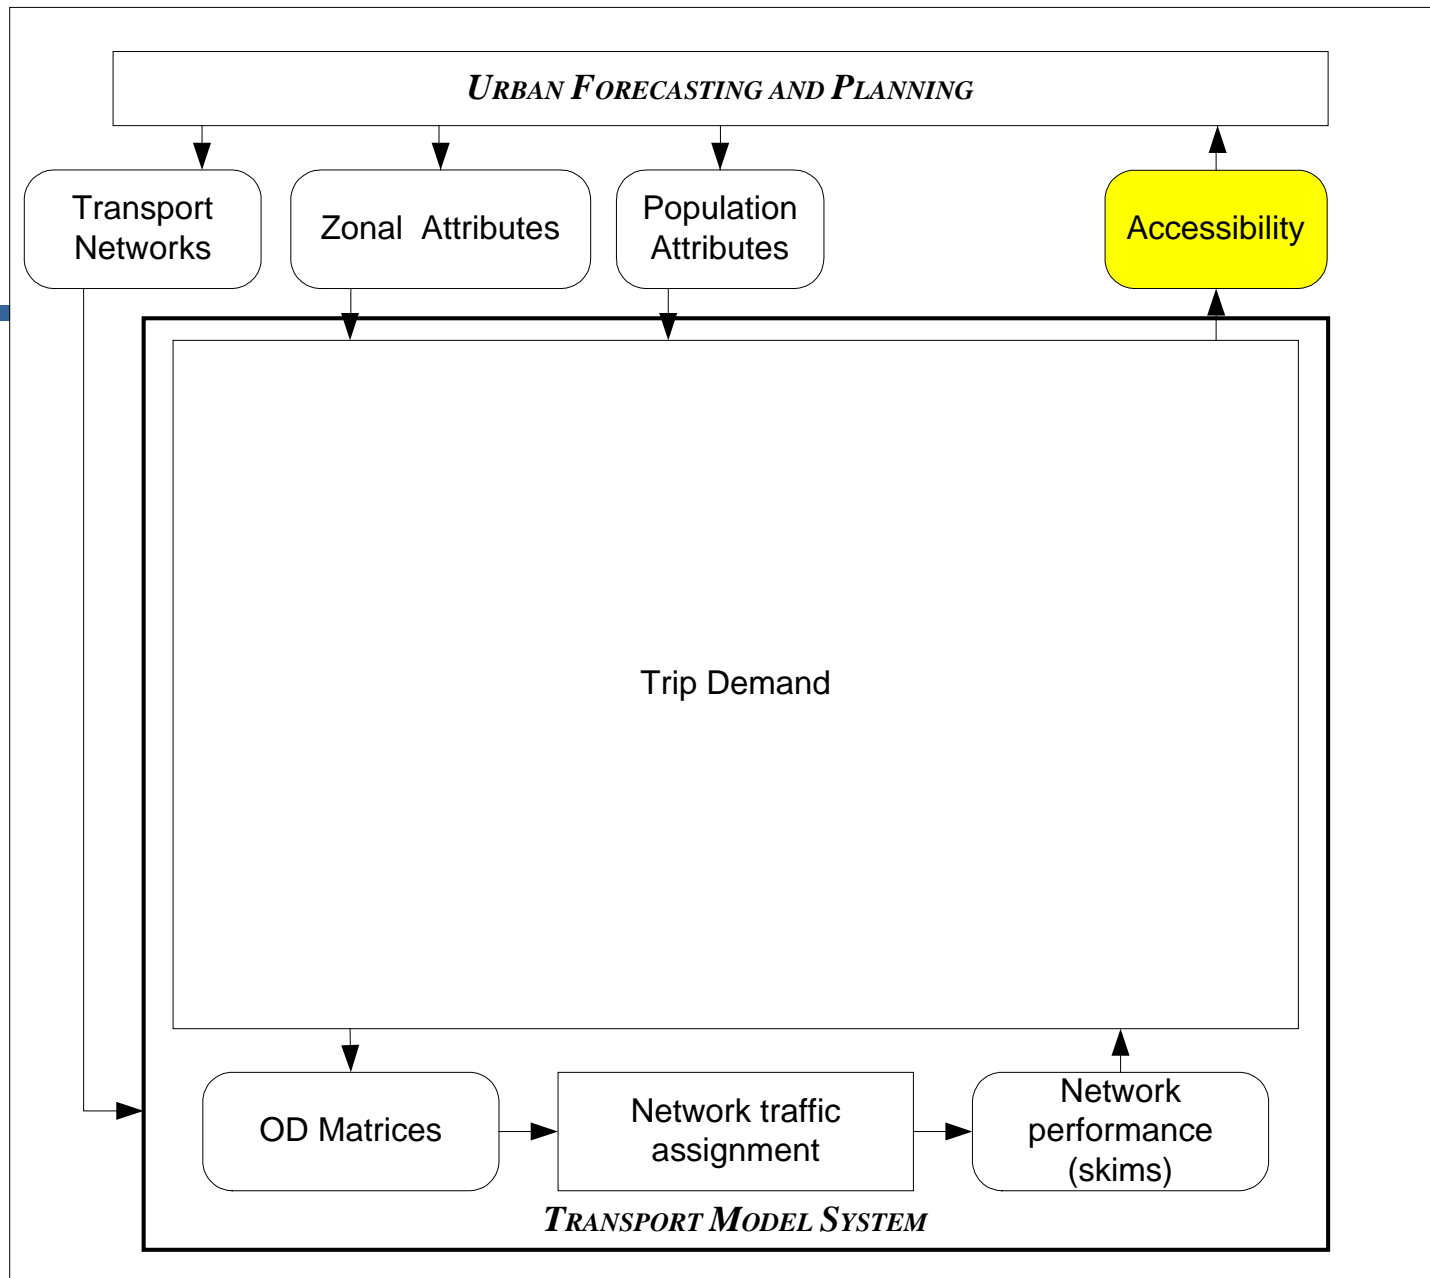 URBAN FORECASTING AND PLANNING
Transport
Networks
Zonal Attributes
Population
Attributes
Accessibility
Trip Demand
OD Matrices
Network traffic
assignment
Network
performance
(skims)
TRANSPORT MODEL SYSTEM